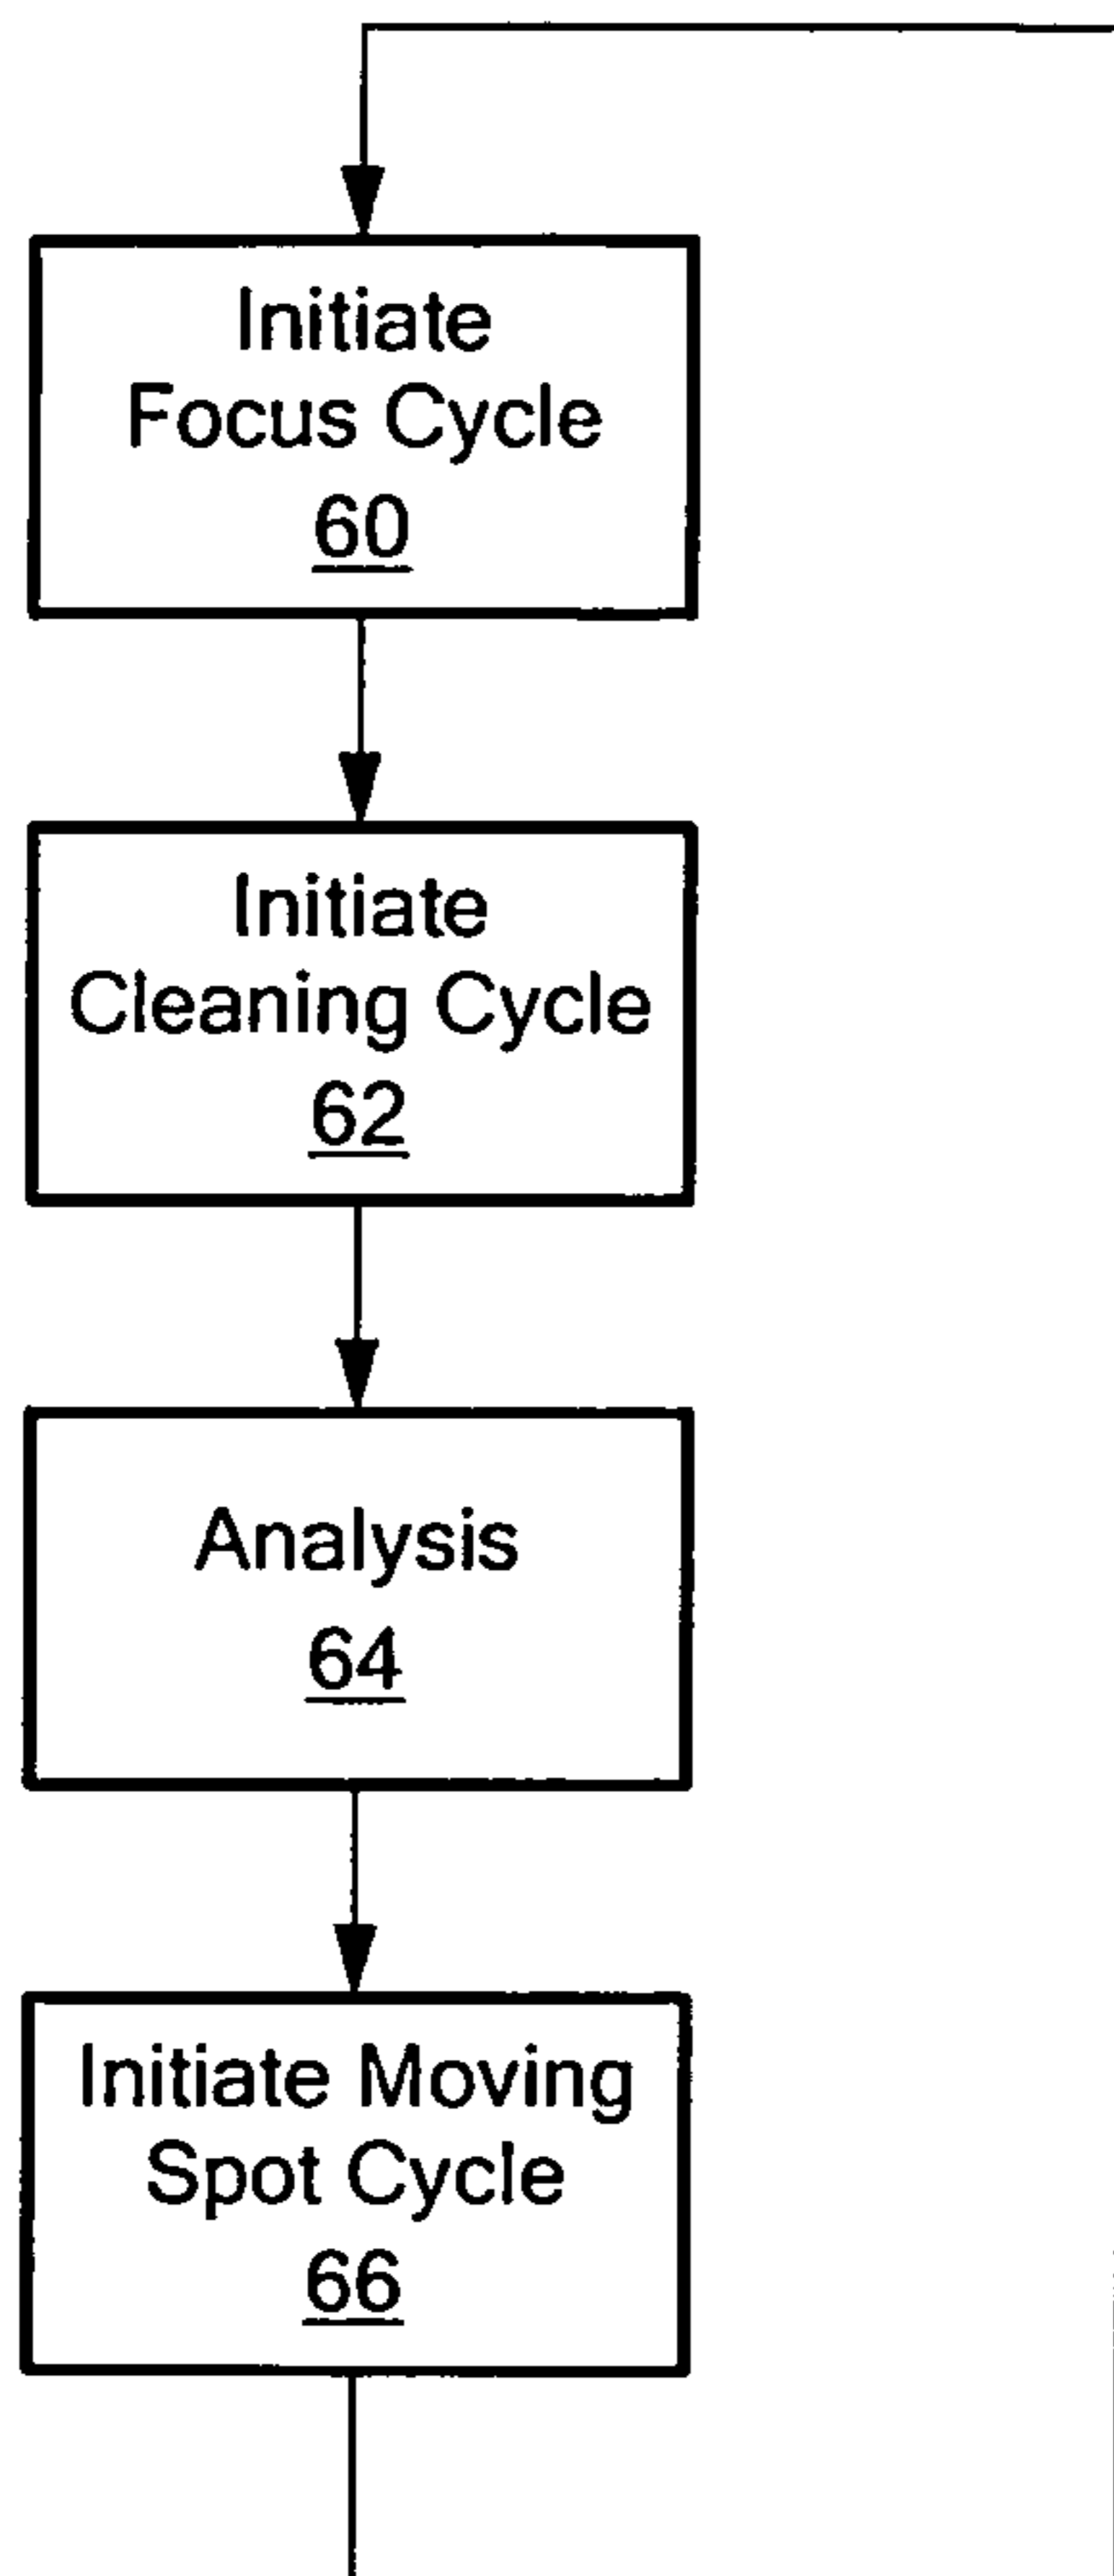 Initiate
Focus Cycle
60
Initiate
Cleaning Cycle
62
Analysis
64
Initiate Moving
Spot Cycle
66